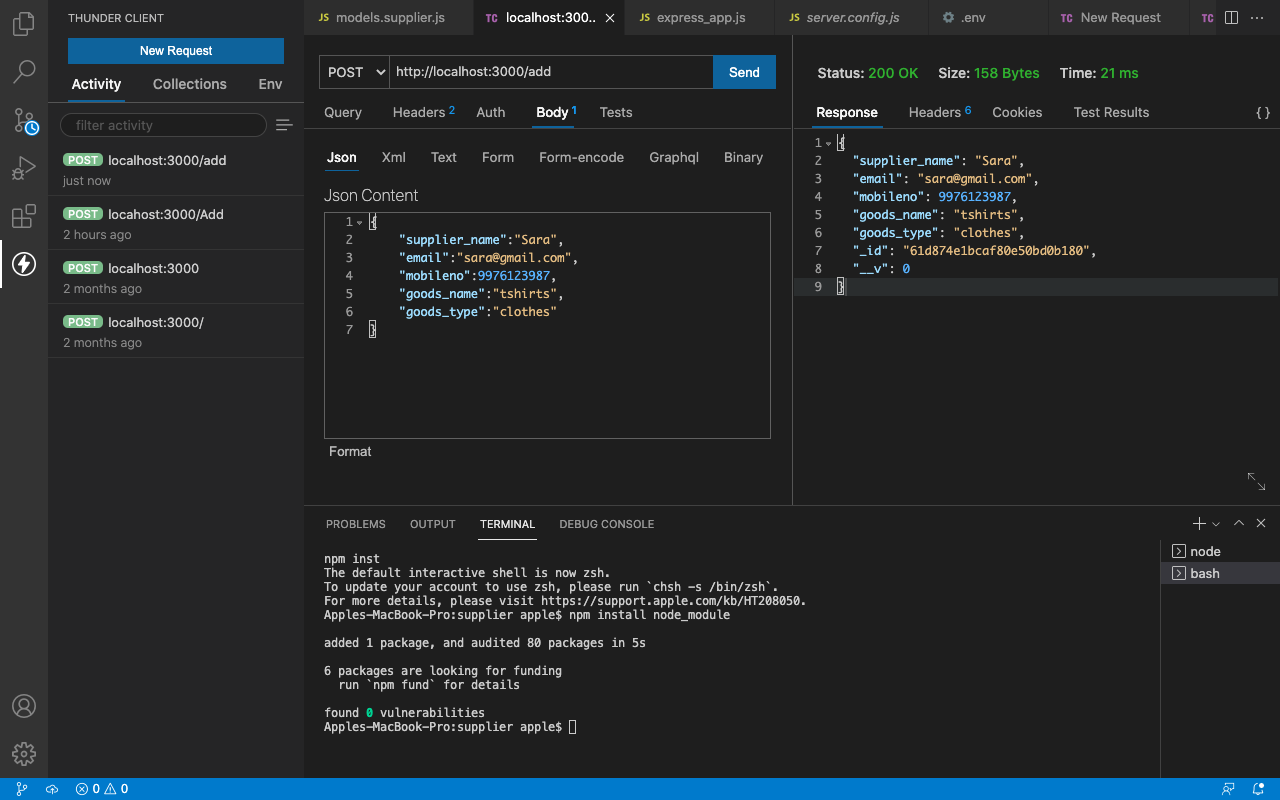 THUNDER CLIENT
New Request
Activity Collections Env
filter activity
POST localhost:3000/add
just now
POST locahost:3000/Add
2 hours ago
POST localhost:3000
2 months ago
POST localhost:3000/
2 months ago
JS models.supplier.js TC localhost:300.. JS express_app.js JS server.config.js .env TC New Request TC
POST http://localhost:3000/add Send
Query Headers 2 Auth Body 1 Tests
Json Xml Text Form Form-encode Graphql Binary
Json Content
1 {
2 "supplier_name":"Sara",
3 "email":"sara@gmail.com",
4 "mobileno":9976123987,
5 "goods_name":"tshirts",
6 "goods_type":"clothes"
7 }
Format
Status: 200 OK Size: 158 Bytes Time: 21 ms
Response Headers 6 Cookies Test Results { }
1 {
2 "supplier_name": "Sara",
3 "email": "sara@gmail.com",
4 "mobileno": 9976123987,
5 "goods_name": "tshirts",
6 "goods_type": "clothes",
7 "_id": "61d874e1bcaf80e50bd0b180",
8 "__v": 0
9 }
PROBLEMS OUTPUT TERMINAL DEBUG CONSOLE
npm inst
The default interactive shell is now zsh.
To update your account to use zsh, please run `chsh -s /bin/zsh`.
For more details, please visit https://support.apple.com/kb/HT208050.
Apples-MacBook-Pro:supplier apple$ npm install node_module
added 1 package, and audited 80 packages in 5s
6 packages are looking for funding
run `npm fund` for details
found 0 vulnerabilities
Apples-MacBook-Pro:supplier apple$
node
bash
0 0